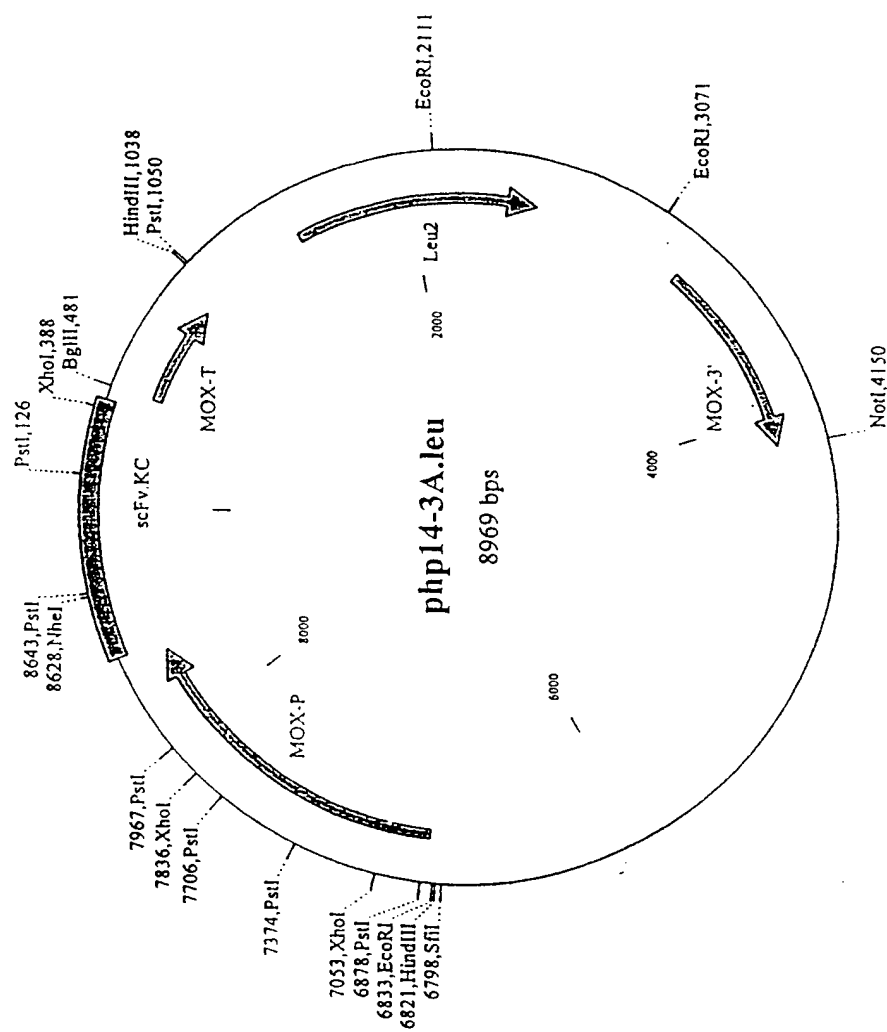 php14-3A.leu
8969 bps
EcoRI,2111
EcoRI,3071
NotI,4150
HindIII,1038
PstI,1050
XhoI,388
BglII,481
PstI,126
8643,PstI
8628,NheI
7967,PstI
7836,XhoI
7706,PstI
7374,PstI
7053,XhoI
6878,PstI
6833,EcoRI
6821,HindIII
6798,SfiI
Leu2
MOX-3'
MOX-T
scFv.KC
MOX-P
2000
4000
6000
8000